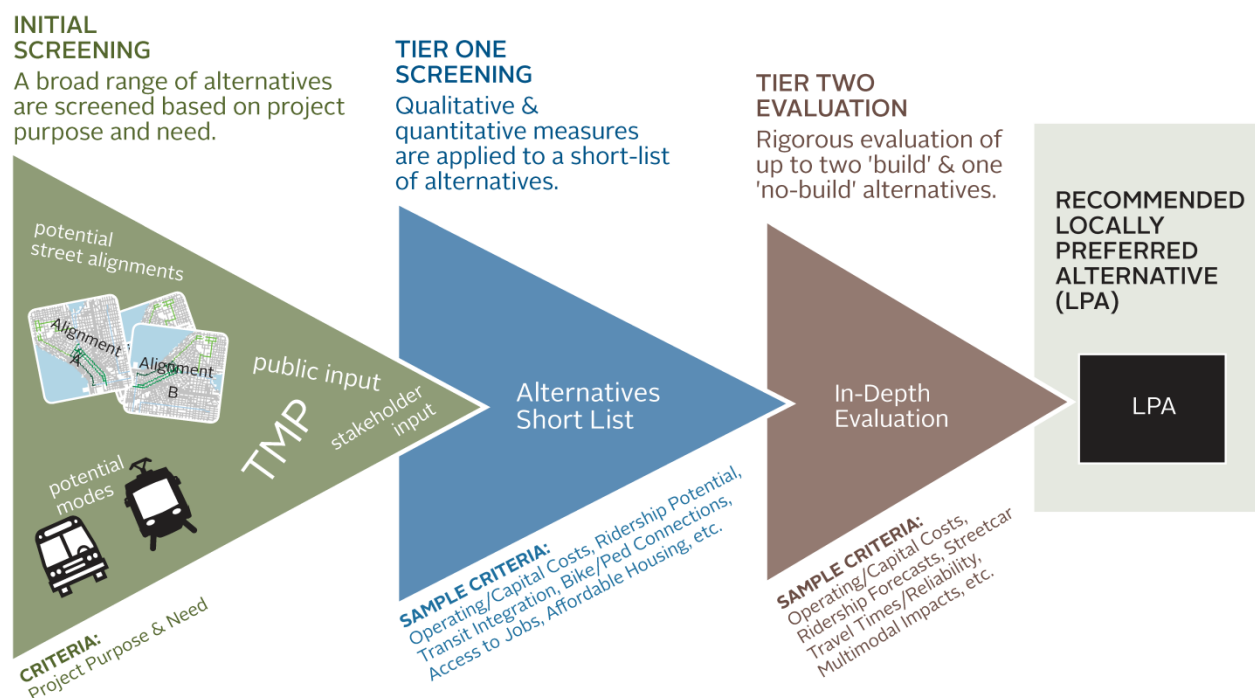 INITIAL
SCREENING
A broad range of alternatives
are screened based on project
purpose and need.
potential
street alignments
Alignment
A
Alignment
B
public input
TMP
stakeholder
input
potential
modes
CRITERIA:
Project Purpose & Need
TIER ONE
SCREENING
Qualitative &
quantitative measures
are applied to a short-list
of alternatives.
Alternatives
Short List
SAMPLE CRITERIA:
Operating/Capital Costs, Ridership Potential,
Transit Integration, Bike/Ped Connections,
Access to Jobs, Affordable Housing, etc.
TIER TWO
EVALUATION
Rigorous evaluation of
up to two 'build' & one
'no-build' alternatives.
In-Depth
Evaluation
SAMPLE CRITERIA:
Operating/Capital Costs,
Ridership Forecasts, Streetcar
Travel Times/Reliability,
Multimodal Impacts, etc.
RECOMMENDED
LOCALLY
PREFERRED
ALTERNATIVE
(LPA)
LPA